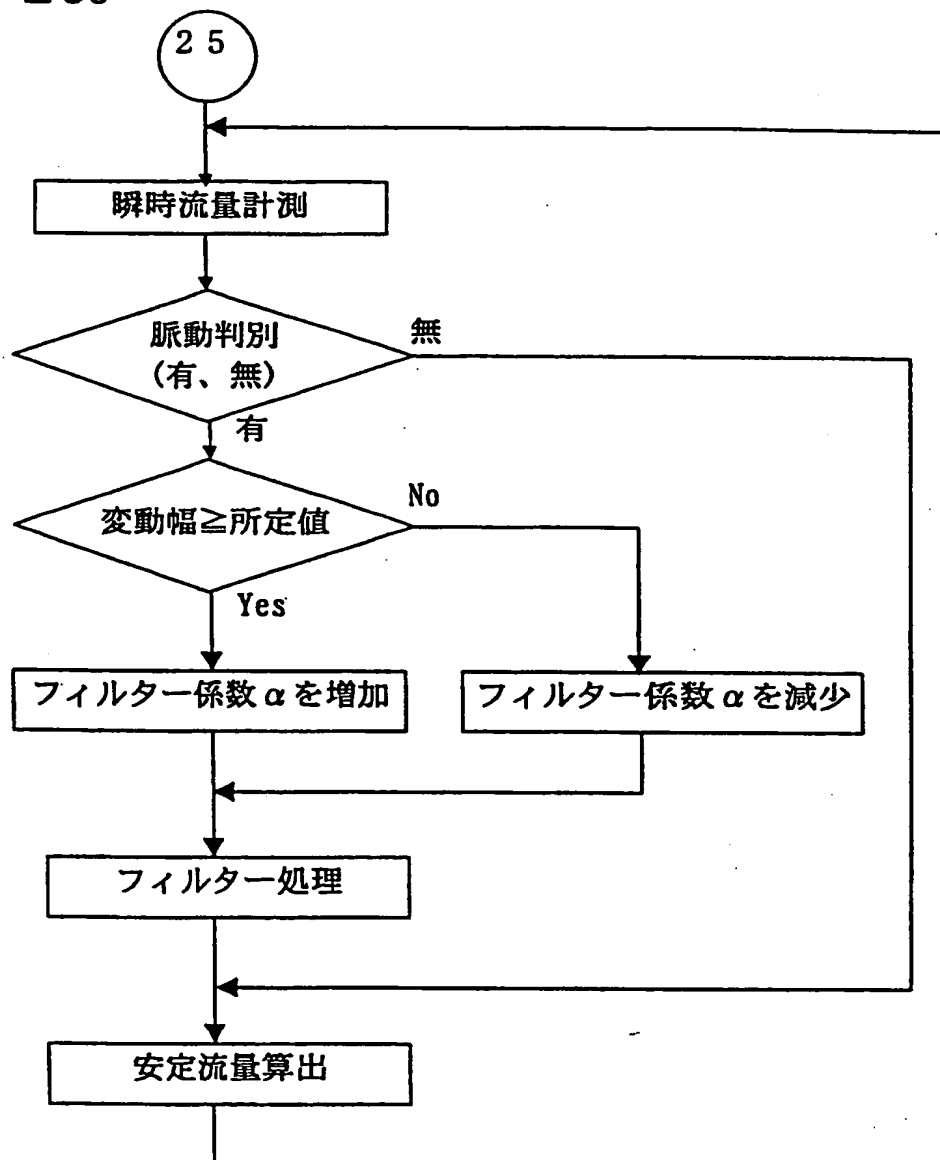 ２５
瞬時流量計測
脈動判別
(有、無)
無
有
変動幅≧所定値
No
Yes
フィルター係数αを増加
フィルター係数αを減少
フィルター処理
安定流量算出